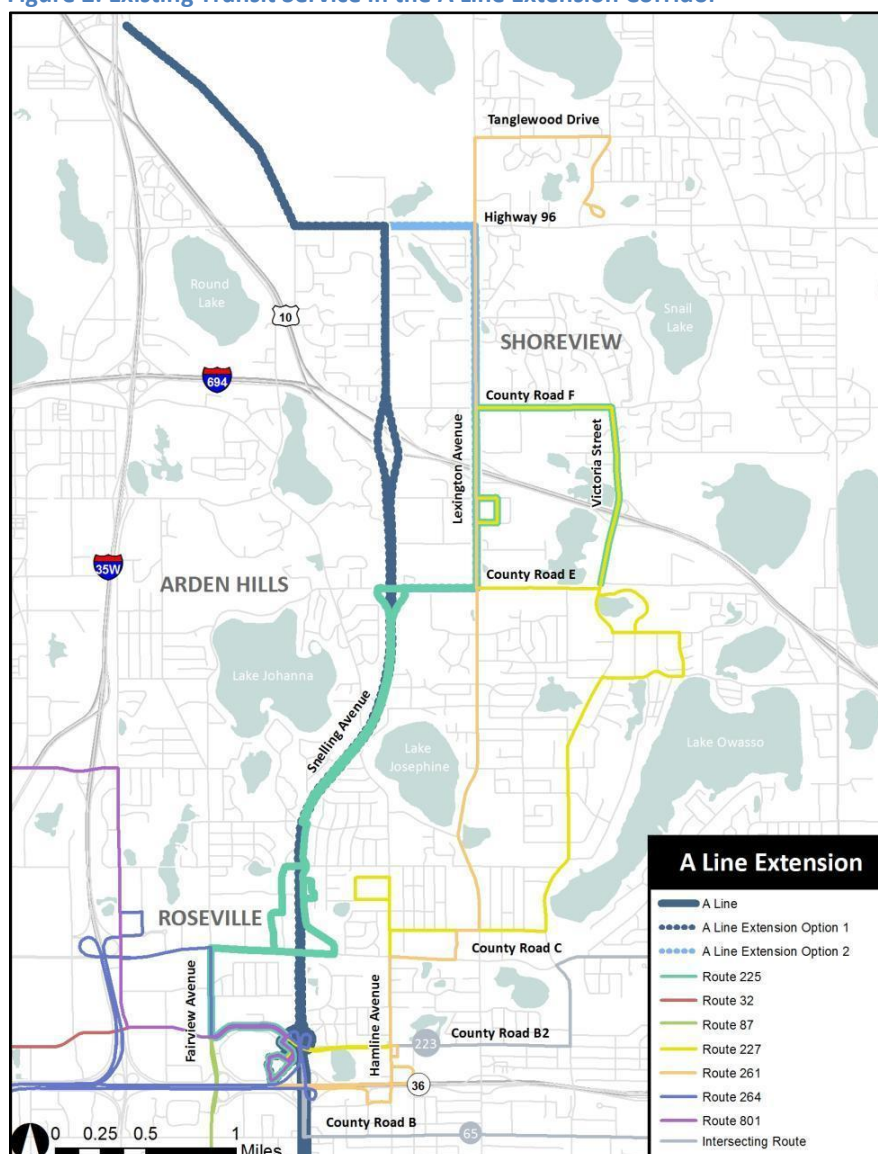 Figure 2: Existing Transit Service in the A Line Extension Corridor
Tanglewood Drive
Highway 96
Round
Lake
Snail
Lake
10
SHOREVIEW
694
County Road F
Lexington Avenue
Victoria Street
35W
County Road E
ARDEN HILLS
Lake Johanna
Snelling Avenue
Lake
Josephine
Lake Owasso
A Line Extension
A Line
A Line Extension Option 1
A Line Extension Option 2
Route 225
Route 32
Route 87
Route 227
Route 261
Route 264
Route 801
Intersecting Route
ROSEVILLE
County Road C
Fairview Avenue
Hamline Avenue
County Road B2
223
36
County Road B
65
0 0.25 0.5 1
Miles